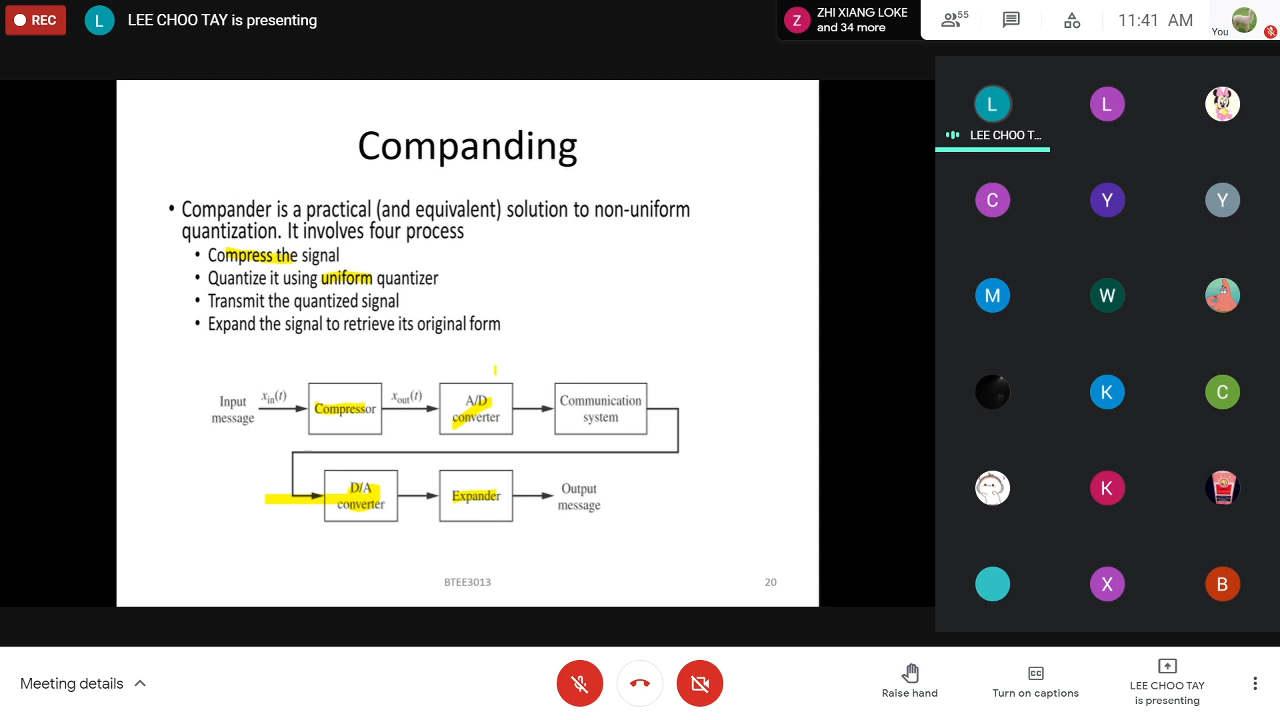 REC
L
LEE CHOO TAY is presenting
Z
ZHI XIANG LOKE
and 34 more
55
11:41 AM
You
Companding
• Compander is a practical (and equivalent) solution to non-uniform
quantization. It involves four process
• Compress the signal
• Quantize it using uniform quantizer
• Transmit the quantized signal
• Expand the signal to retrieve its original form
Input
message
xin(t)
Compressor
xout(t)
A/D
converter
Communication
system
D/A
converter
Expander
Output
message
BTEE3013
20
L
L
LEE CHOO T...
C
Y
Y
M
W
K
C
K
X
B
Meeting details
Raise hand
CC
Turn on captions
LEE CHOO TAY
is presenting